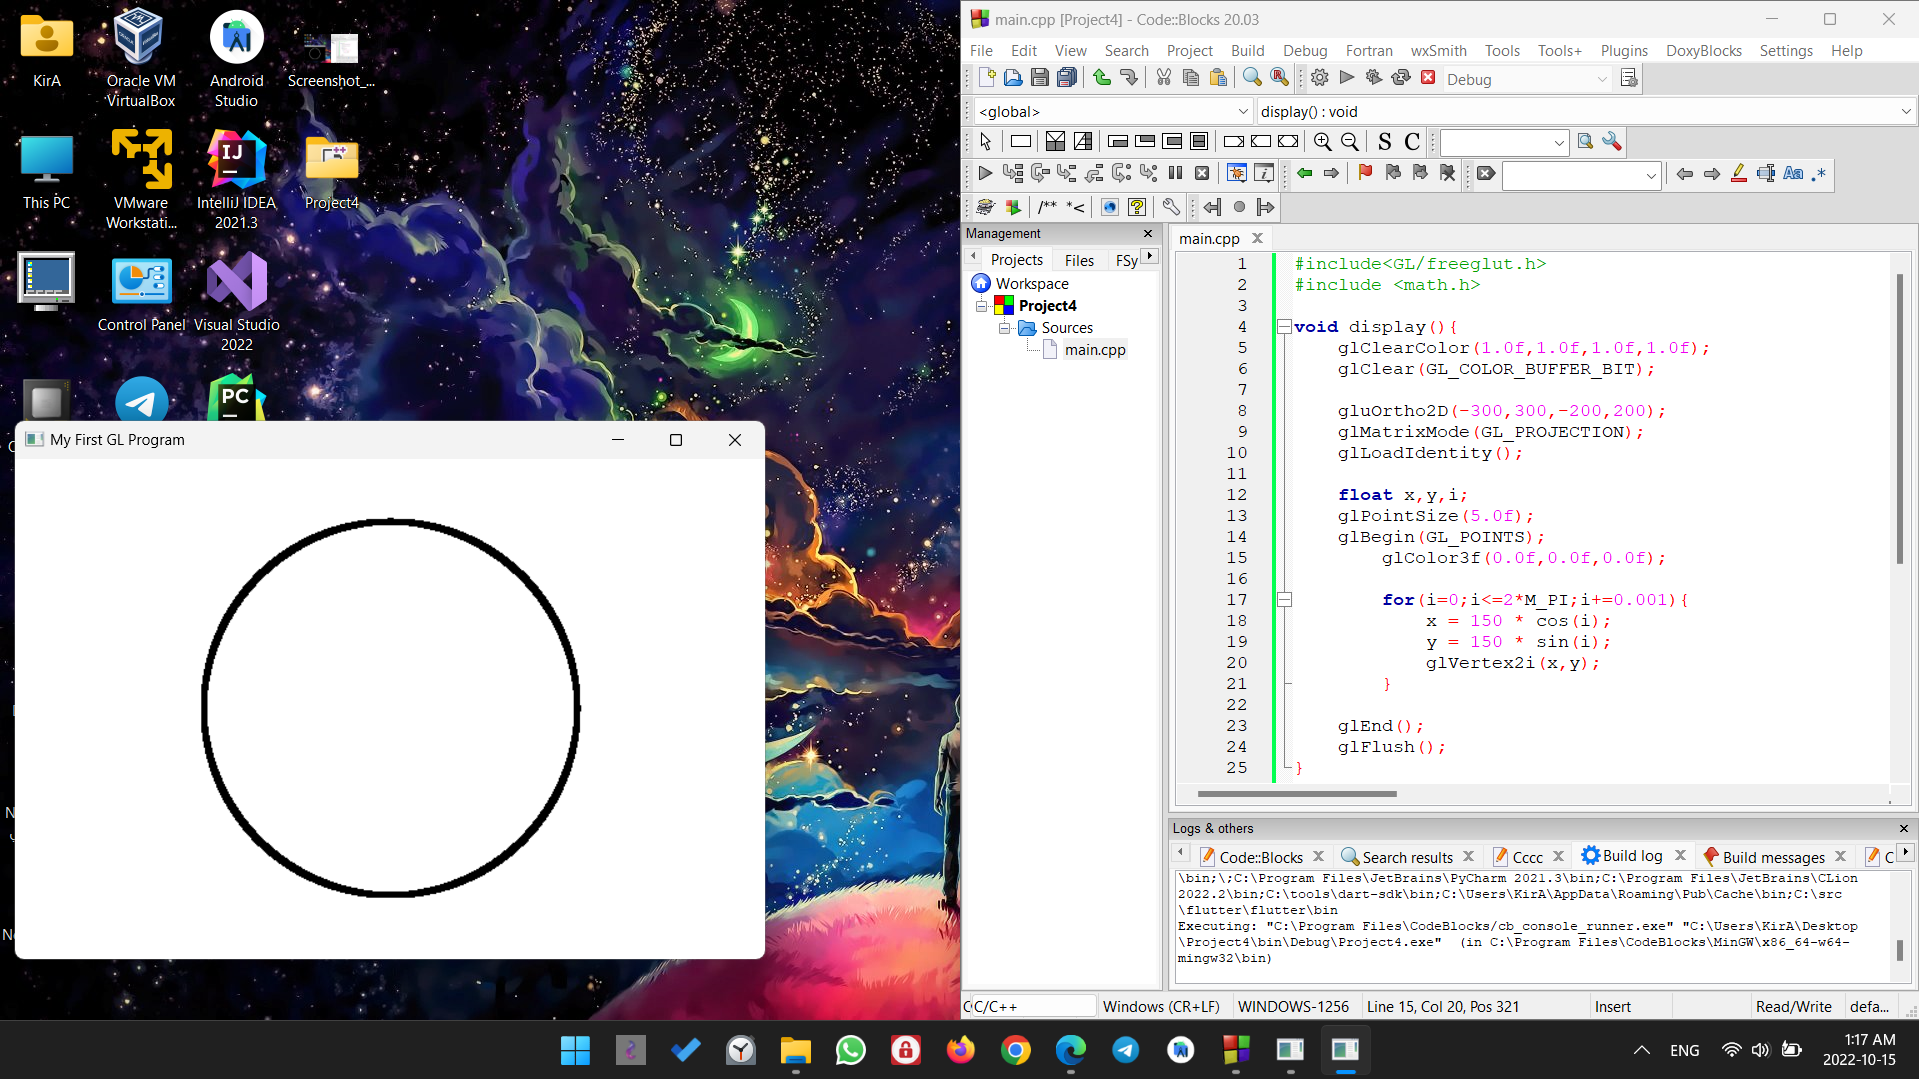 KirA
Oracle VM
VirtualBox
Android
Studio
Screenshot_...
This PC
VMware
Workstati...
IJ
IntelliJ IDEA
2021.3
Project4
Control Panel
Visual Studio
2022
PC
My First GL Program
main.cpp [Project4] - Code::Blocks 20.03
File Edit View Search Project Build Debug Fortran wxSmith Tools Tools+ Plugins DoxyBlocks Settings Help
Debug
<global>
display() : void
S C
/** *<
Aa .*
Management
Projects Files FSy
Workspace
Project4
Sources
main.cpp
main.cpp
1 #include<GL/freeglut.h>
2 #include <math.h>
3
4 void display(){
5 glClearColor(1.0f,1.0f,1.0f,1.0f);
6 glClear(GL_COLOR_BUFFER_BIT);
7
8 gluOrtho2D(-300,300,-200,200);
9 glMatrixMode(GL_PROJECTION);
10 glLoadIdentity();
11
12 float x,y,i;
13 glPointSize(5.0f);
14 glBegin(GL_POINTS);
15 glColor3f(0.0f,0.0f,0.0f);
16
17 for(i=0;i<=2*M_PI;i+=0.001){
18 x = 150 * cos(i);
19 y = 150 * sin(i);
20 glVertex2i(x,y);
21 }
22
23 glEnd();
24 glFlush();
25 }
Logs & others
Code::Blocks Search results Cccc Build log Build messages C
\bin;\;C:\Program Files\JetBrains\PyCharm 2021.3\bin;C:\Program Files\JetBrains\CLion
2022.2\bin;C:\tools\dart-sdk\bin;C:\Users\KirA\AppData\Roaming\Pub\Cache\bin;C:\src
\flutter\flutter\bin
Executing: "C:\Program Files\CodeBlocks/cb_console_runner.exe" "C:\Users\KirA\Desktop
\Project4\bin\Debug\Project4.exe" (in C:\Program Files\CodeBlocks\MinGW\x86_64-w64-
mingw32\bin)
C/C++ Windows (CR+LF) WINDOWS-1256 Line 15, Col 20, Pos 321 Insert Read/Write defa...
ENG
1:17 AM
2022-10-15